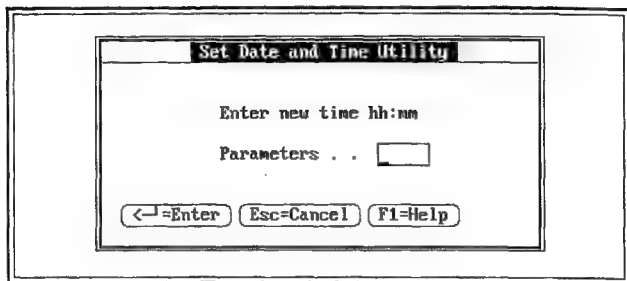 Set Date and Time Utility
Enter new time hh:mm
Parameters . .
<─┘=Enter Esc=Cancel F1=Help